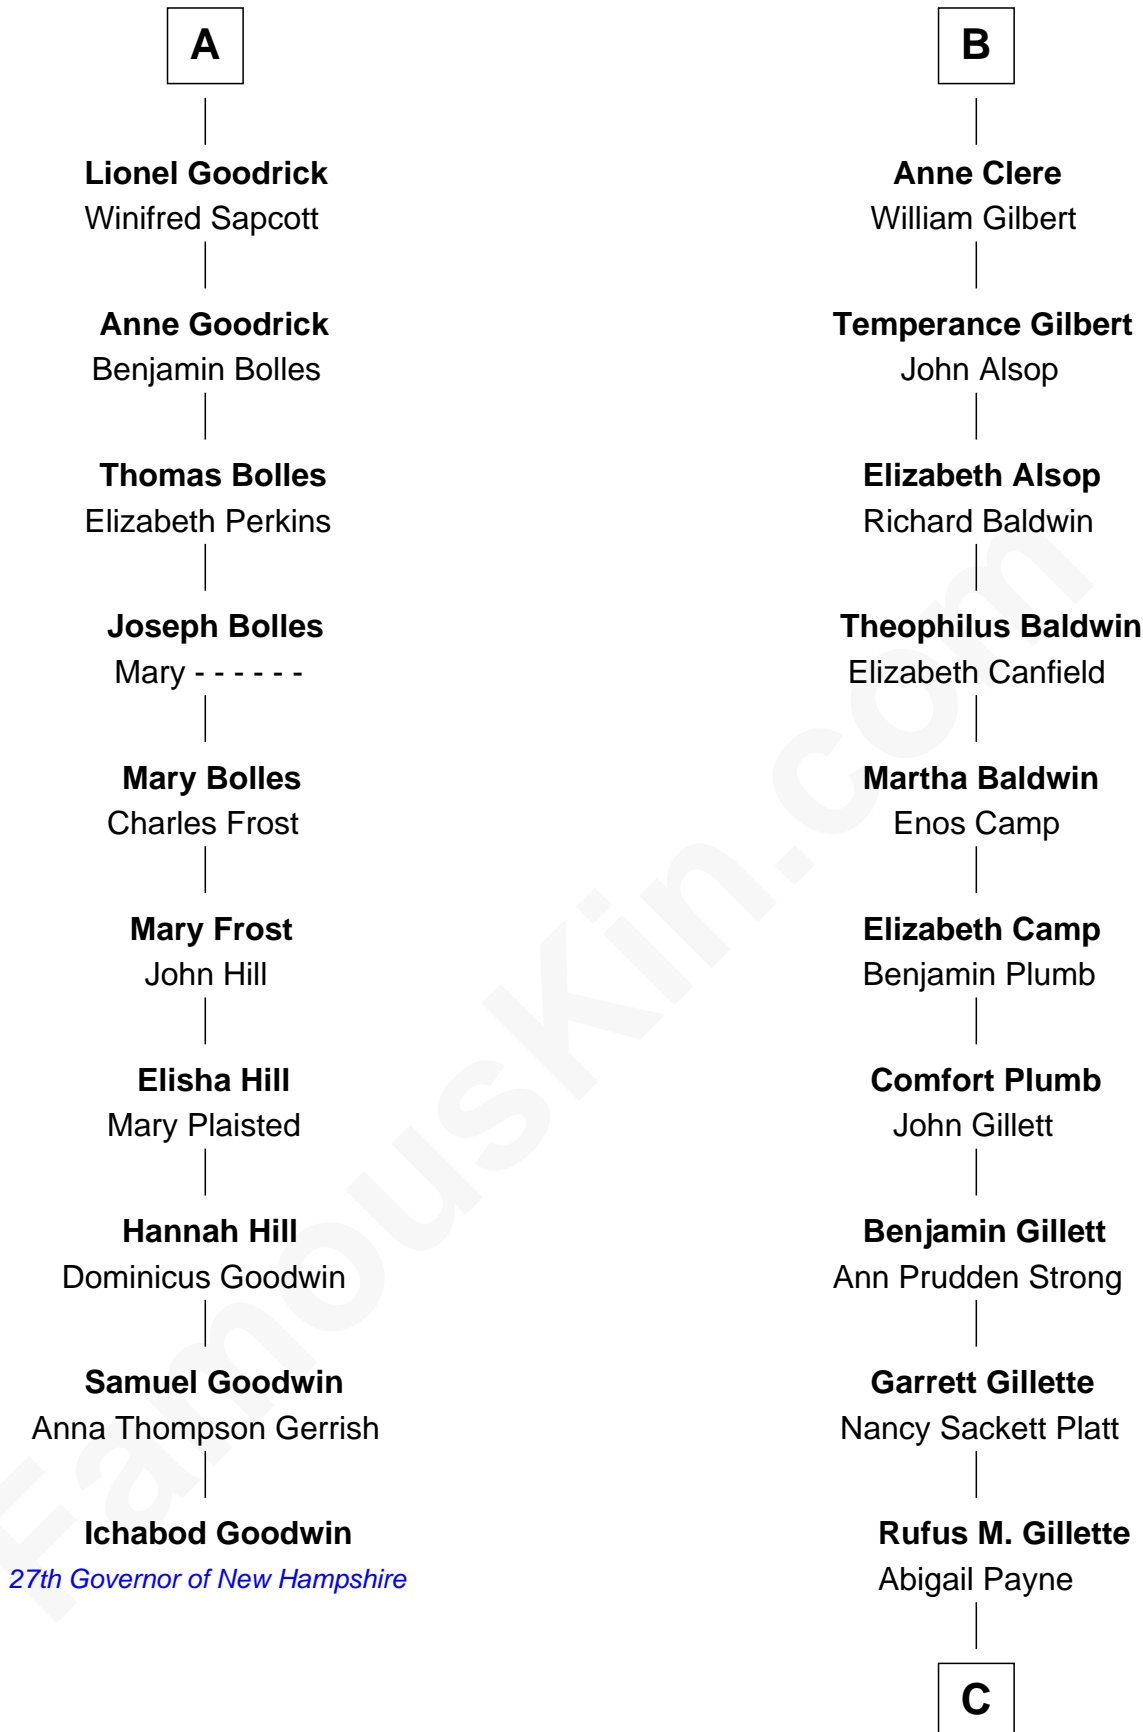 A
Lionel Goodrick
Winifred Sapcott
Anne Goodrick
Benjamin Bolles
Thomas Bolles
Elizabeth Perkins
Joseph Bolles
Mary - - - - - -
Mary Bolles
Charles Frost
Mary Frost
John Hill
Elisha Hill
Mary Plaisted
Hannah Hill
Dominicus Goodwin
Samuel Goodwin
Anna Thompson Gerrish
Ichabod Goodwin
27th Governor of New Hampshire
B
Anne Clere
William Gilbert
Temperance Gilbert
John Alsop
Elizabeth Alsop
Richard Baldwin
Theophilus Baldwin
Elizabeth Canfield
Martha Baldwin
Enos Camp
Elizabeth Camp
Benjamin Plumb
Comfort Plumb
John Gillett
Benjamin Gillett
Ann Prudden Strong
Garrett Gillette
Nancy Sackett Platt
Rufus M. Gillette
Abigail Payne
C
FamousKin.com